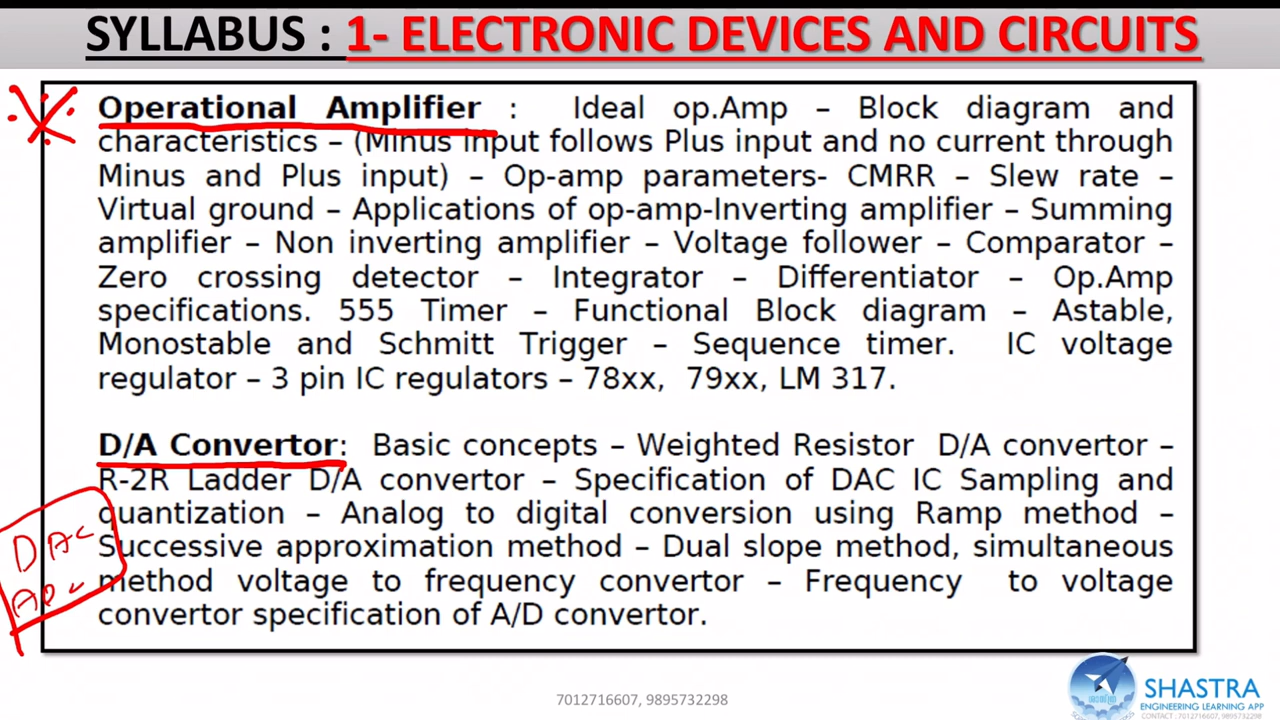 SYLLABUS : 1- ELECTRONIC DEVICES AND CIRCUITS
Operational Amplifier : Ideal op.Amp – Block diagram and
characteristics – (Minus input follows Plus input and no current through
Minus and Plus input) – Op-amp parameters- CMRR – Slew rate –
Virtual ground – Applications of op-amp-Inverting amplifier – Summing
amplifier – Non inverting amplifier – Voltage follower – Comparator –
Zero crossing detector – Integrator – Differentiator – Op.Amp
specifications. 555 Timer – Functional Block diagram – Astable,
Monostable and Schmitt Trigger – Sequence timer. IC voltage
regulator – 3 pin IC regulators – 78xx, 79xx, LM 317.
D/A Convertor: Basic concepts – Weighted Resistor D/A convertor –
R-2R Ladder D/A convertor – Specification of DAC IC Sampling and
quantization – Analog to digital conversion using Ramp method –
Successive approximation method – Dual slope method, simultaneous
method voltage to frequency convertor – Frequency to voltage
convertor specification of A/D convertor.
DAC
ADC
7012716607, 9895732298
ശാസ്ത്ര
SHASTRA
ENGINEERING LEARNING APP
CONTACT : 7012716607, 9895732298